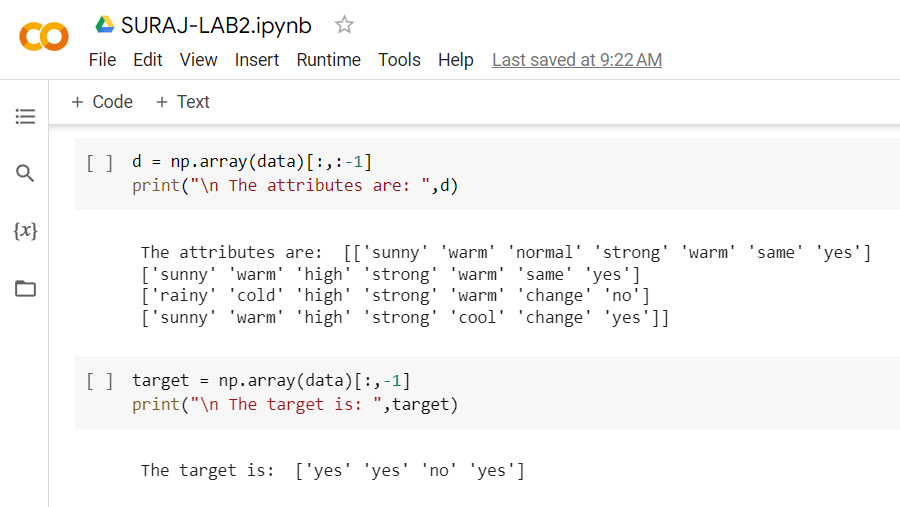 SURAJ-LAB2.ipynb
File Edit View Insert Runtime Tools Help Last saved at 9:22 AM
+ Code + Text
[ ] d = np.array(data)[:,:-1]
print("\n The attributes are: ",d)
{x}
The attributes are:  [['sunny' 'warm' 'normal' 'strong' 'warm' 'same' 'yes']
['sunny' 'warm' 'high' 'strong' 'warm' 'same' 'yes']
['rainy' 'cold' 'high' 'strong' 'warm' 'change' 'no']
['sunny' 'warm' 'high' 'strong' 'cool' 'change' 'yes']]
[ ] target = np.array(data)[:,-1]
print("\n The target is: ",target)
The target is:  ['yes' 'yes' 'no' 'yes']